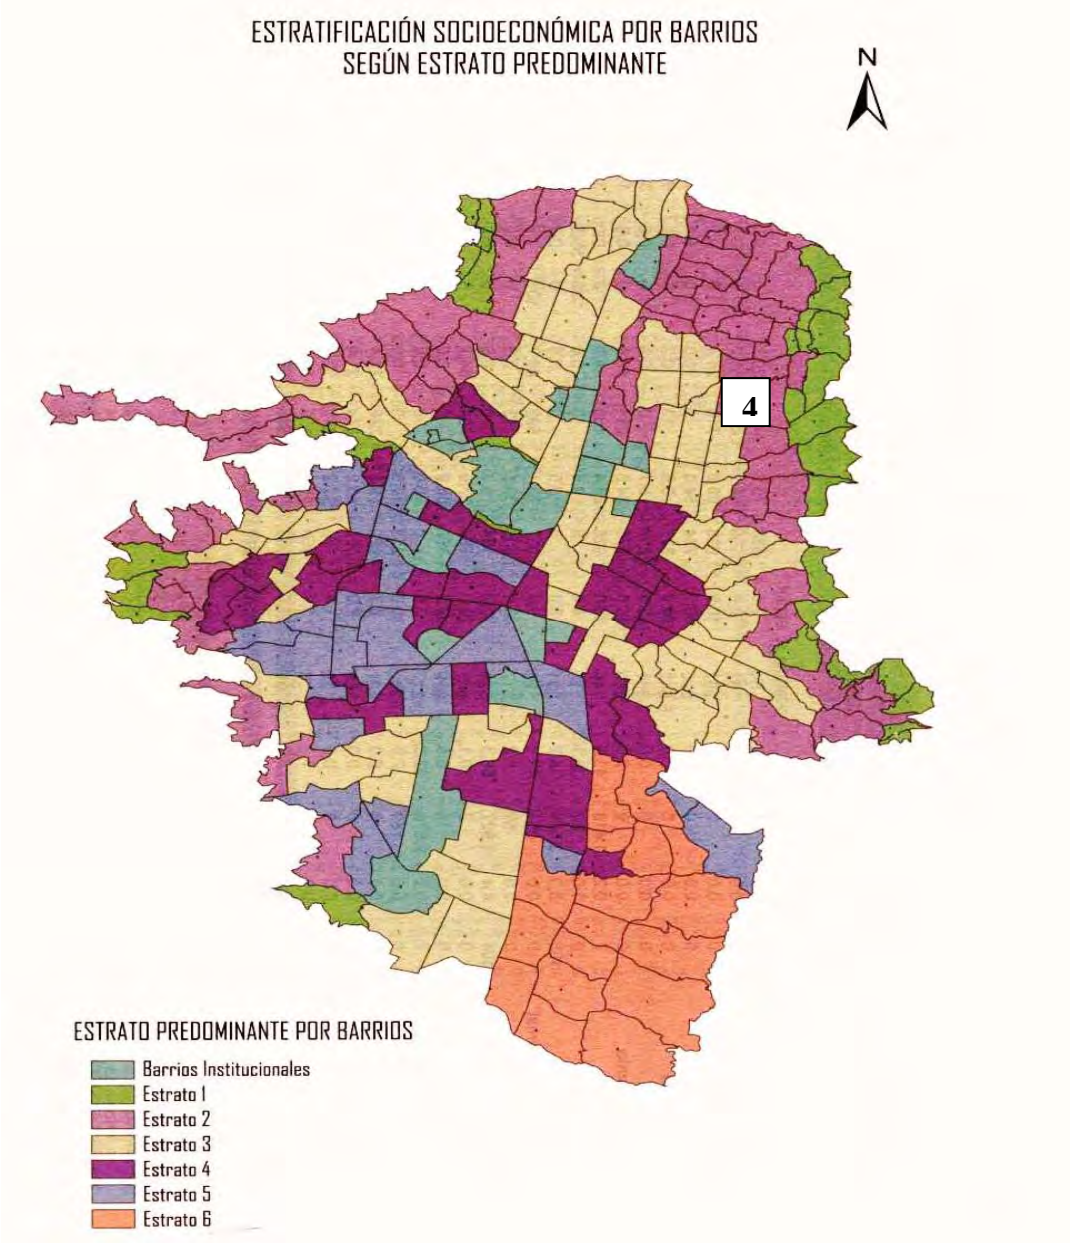 ESTRATIFICACIÓN SOCIOECONÓMICA POR BARRIOS
SEGÚN ESTRATO PREDOMINANTE
N
4
ESTRATO PREDOMINANTE POR BARRIOS
Barrios Institucionales
Estrato 1
Estrato 2
Estrato 3
Estrato 4
Estrato 5
Estrato 6